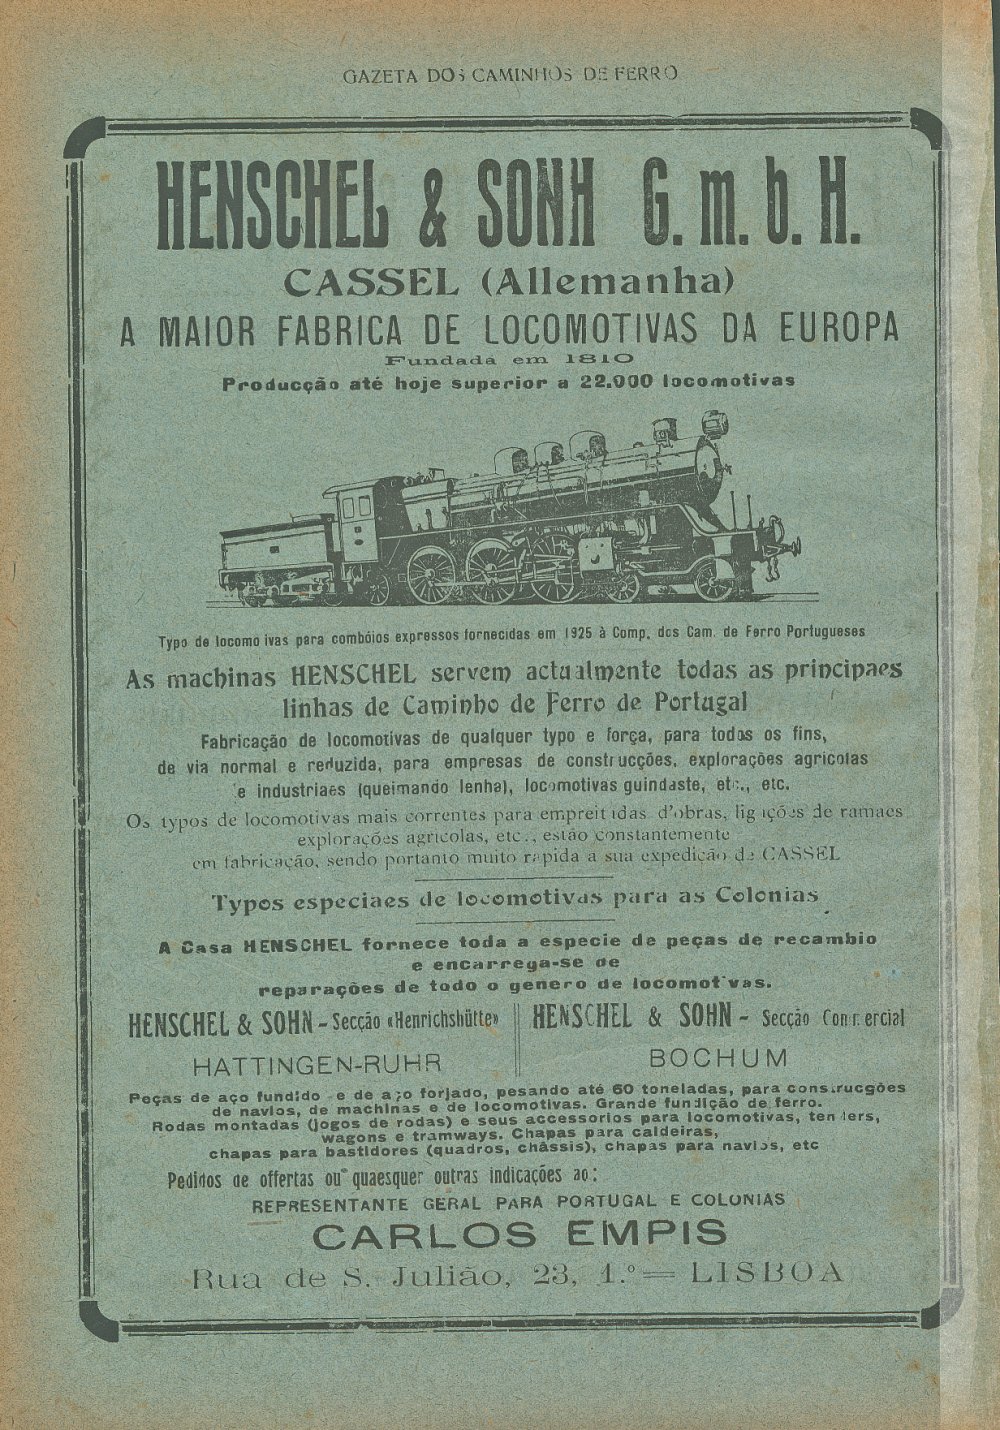 GAZETA DOS CAMINHOS DE FERRO
HENSCHEL & SONH G. m. b. H.
CASSEL (Allemanha)
A MAIOR FABRICA DE LOCOMOTIVAS DA EUROPA
Fundada em 1810
Producção até hoje superior a 22.000 locomotivas
Typo de locomotivas para combóios expressos fornecidas em 1925 à Comp. dos Cam. de Ferro Portugueses
As machinas HENSCHEL servem actualmente todas as principaes
linhas de Caminho de Ferro de Portugal
Fabricação de locomotivas de qualquer typo e força, para todos os fins,
de via normal e reduzida, para empresas de construcções, explorações agricolas
e industriaes (queimando lenha), locomotivas guindaste, etc., etc.
Os typos de locomotivas mais correntes para empreitadas d'obras, ligações de ramaes
explorações agricolas, etc., estão constantemente
em fabricação, sendo portanto muito rapida a sua expedição de CASSEL
Typos especiaes de locomotivas para as Colonias
A Casa HENSCHEL fornece toda a especie de peças de recambio
e encarrega-se de
reparações de todo o genero de locomotivas.
HENSCHEL & SOHN - Secção «Henrichshütte»
HATTINGEN-RUHR
HENSCHEL & SOHN - Secção Commercial
BOCHUM
Peças de aço fundido e de aço forjado, pesando até 60 toneladas, para construcções
de navios, de machinas e de locomotivas. Grande fundição de ferro.
Rodas montadas (jogos de rodas) e seus accessorios para locomotivas, tenders,
wagons e tramways. Chapas para caldeiras,
chapas para bastidores (quadros, châssis), chapas para navios, etc
Pedidos de offertas ou quaesquer outras indicações ao:
REPRESENTANTE GERAL PARA PORTUGAL E COLONIAS
CARLOS EMPIS
Rua de S. Julião, 23, 1.º = LISBOA